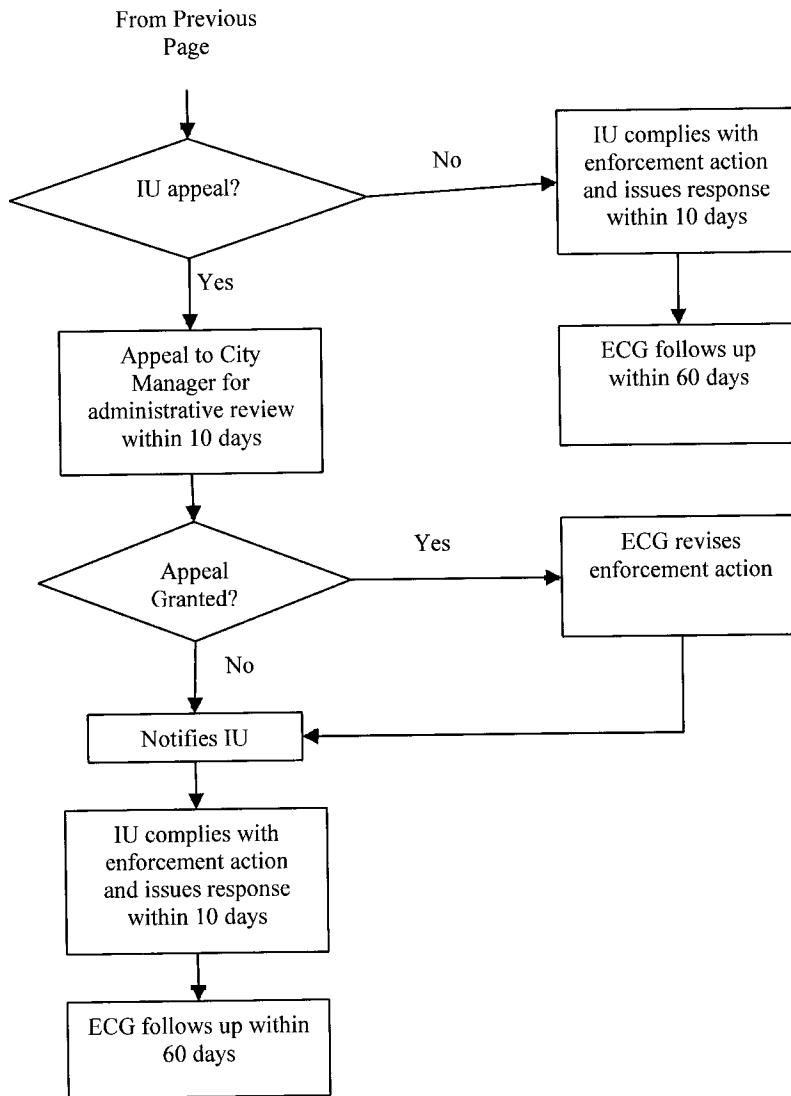 From Previous
Page
IU appeal?
No
IU complies with
enforcement action
and issues response
within 10 days
Yes
Appeal to City
Manager for
administrative review
within 10 days
ECG follows up
within 60 days
Appeal
Granted?
Yes
ECG revises
enforcement action
No
Notifies IU
IU complies with
enforcement action
and issues response
within 10 days
ECG follows up within
60 days